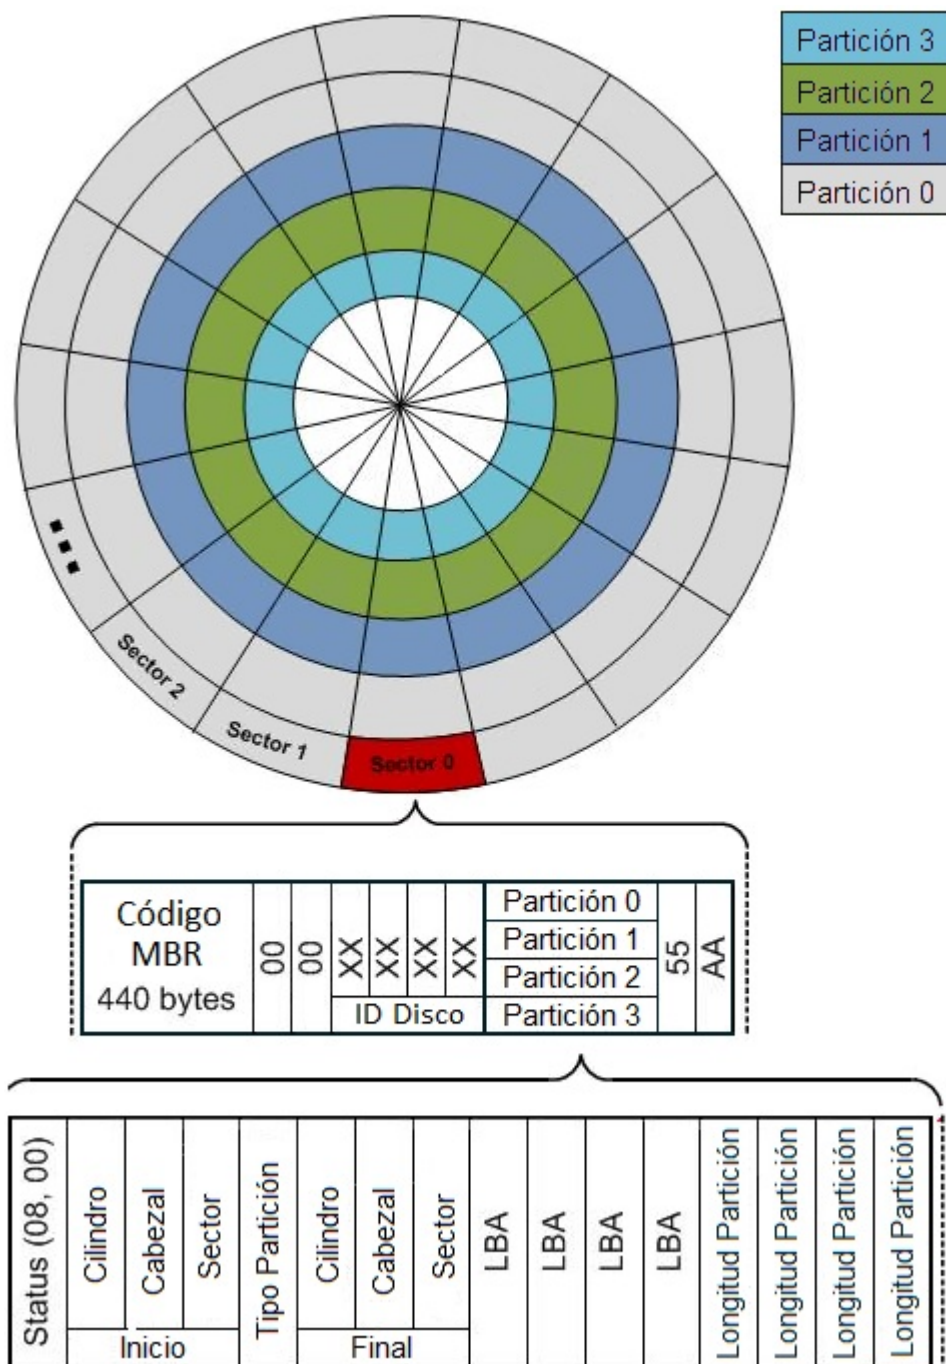 Partición 3
Partición 2
Partición 1
Partición 0
Sector 2
Sector 1
Sector 0
Código
MBR
440 bytes
00
00
XX
XX
XX
XX
ID Disco
Partición 0
Partición 1
Partición 2
Partición 3
55
AA
Status (08, 00)
Cilindro
Cabezal
Sector
Inicio
Tipo Partición
Cilindro
Cabezal
Sector
Final
LBA
LBA
LBA
LBA
Longitud Partición
Longitud Partición
Longitud Partición
Longitud Partición